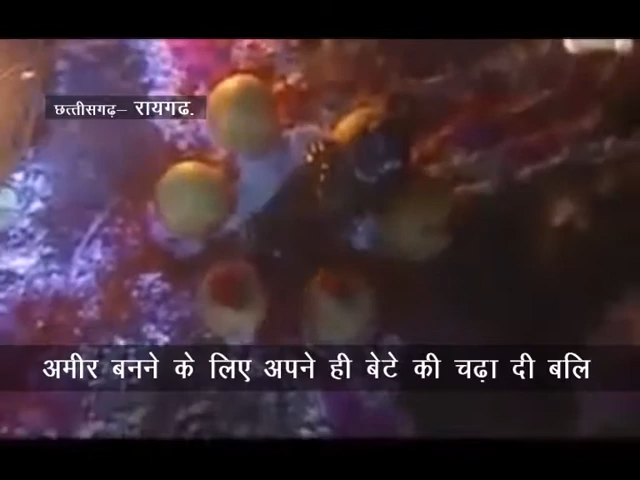 छत्तीसगढ़– रायगढ.
अमीर बनने के लिए अपने ही बेटे की चढ़ा दी बलि